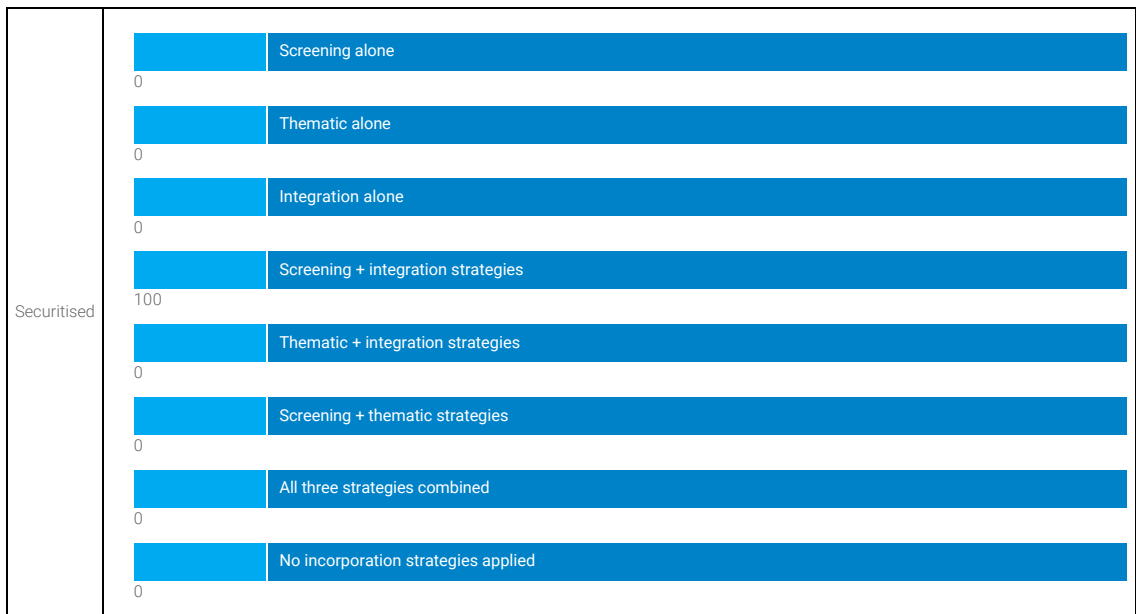 Screening alone
0
Thematic alone
0
Integration alone
0
Screening + integration strategies
100
Securitised
Thematic + integration strategies
0
Screening + thematic strategies
0
All three strategies combined
0
No incorporation strategies applied
0